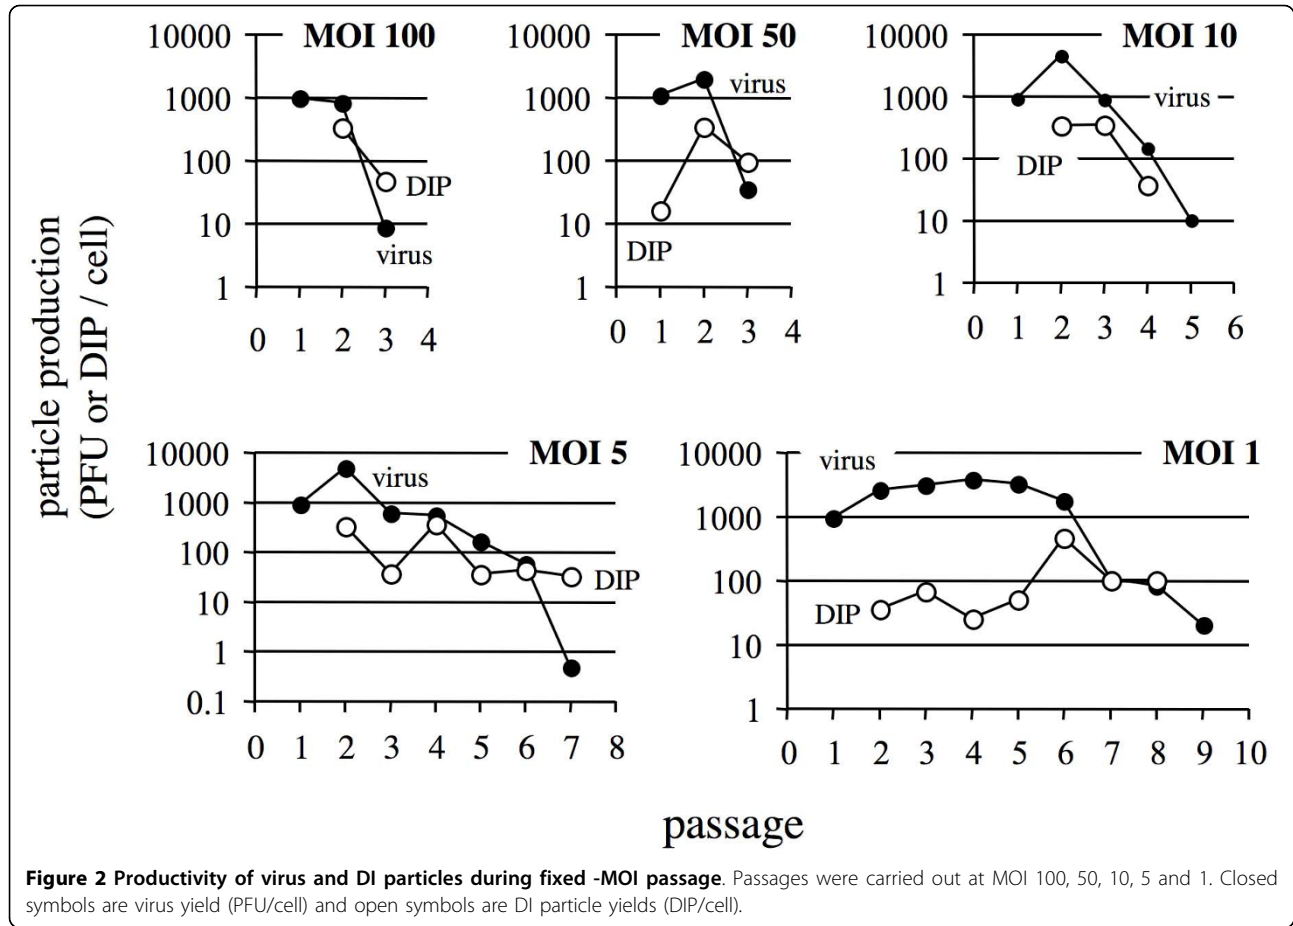 particle production
(PFU or DIP / cell)
MOI 100
10000
1000
100
10
1
virus
DIP
0 1 2 3 4
MOI 50
10000
1000
100
10
1
virus
DIP
0 1 2 3 4
MOI 10
10000
1000
100
10
1
virus
DIP
0 1 2 3 4 5 6
MOI 5
10000
1000
100
10
1
0.1
virus
DIP
0 1 2 3 4 5 6 7 8
MOI 1
10000
1000
100
10
1
virus
DIP
0 1 2 3 4 5 6 7 8 9 10
passage
Figure 2 Productivity of virus and DI particles during fixed -MOI passage. Passages were carried out at MOI 100, 50, 10, 5 and 1. Closed
symbols are virus yield (PFU/cell) and open symbols are DI particle yields (DIP/cell).